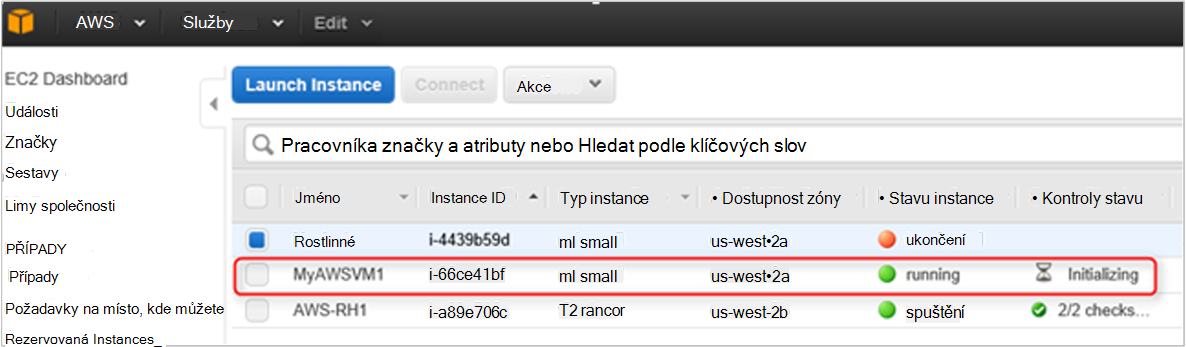 AWS Služby Edit
EC2 Dashboard
Události
Značky
Sestavy
Limy společnosti
PŘÍPADY
Případy
Požadavky na místo, kde můžete
Rezervovaná Instances_
Launch Instance Connect Akce
Pracovníka značky a atributy nebo Hledat podle klíčových slov
Jméno Instance ID Typ instance • Dostupnost zóny • Stavu instance • Kontroly stavu
Rostlinné i-4439b59d ml small us-west•2a ukončení
MyAWSVM1 i-66ce41bf ml small us-west•2a running Initializing
AWS-RH1 i-a89e706c T2 rancor us-west-2b spuštění 2/2 checks...